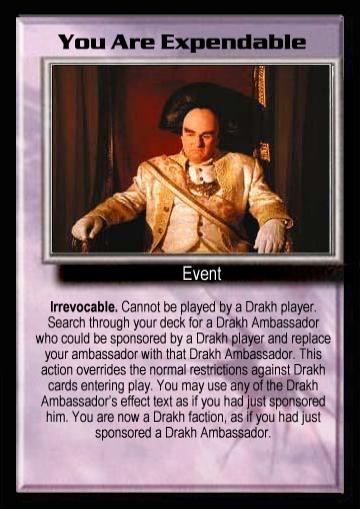 You Are Expendable
Event
Irrevocable. Cannot be played by a Drakh player.
Search through your deck for a Drakh Ambassador
who could be sponsored by a Drakh player and replace
your ambassador with that Drakh Ambassador. This
action overrides the normal restrictions against Drakh
cards entering play. You may use any of the Drakh
Ambassador's effect text as if you had just sponsored
him. You are now a Drakh faction, as if you had just
sponsored a Drakh Ambassador.